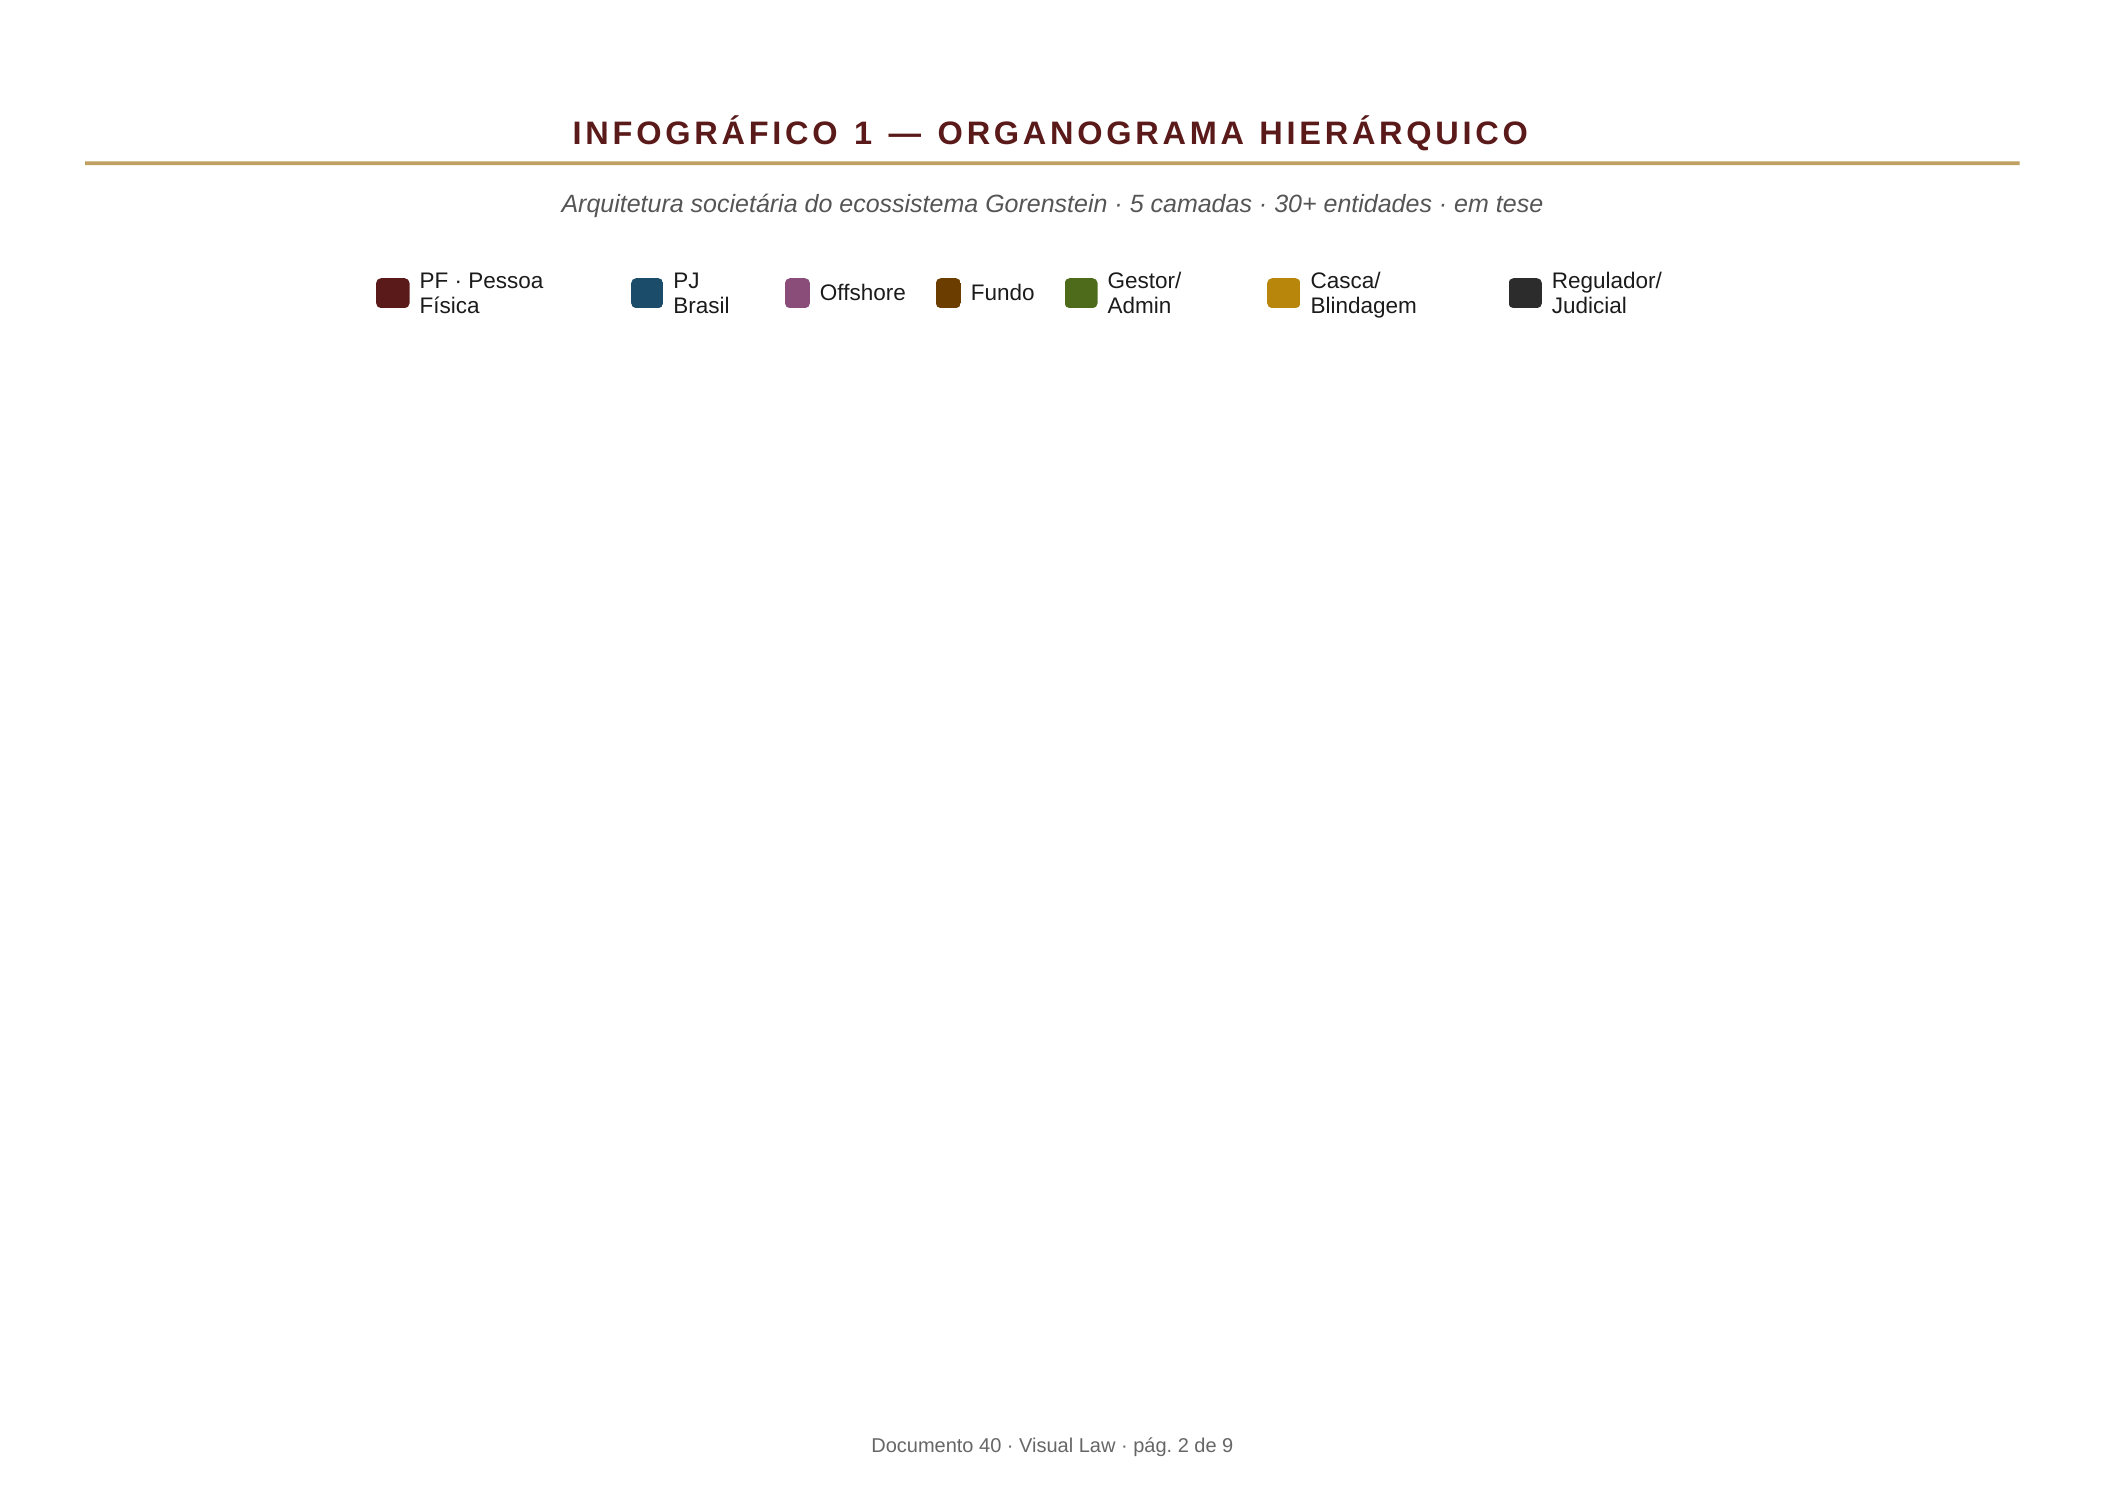 INFOGRÁFICO 1 — ORGANOGRAMA HIERÁRQUICO
Arquitetura societária do ecossistema Gorenstein · 5 camadas · 30+ entidades · em tese
PF · Pessoa
Física
PJ
Brasil
Offshore
Fundo
Gestor/
Admin
Casca/
Blindagem
Regulador/
Judicial
Documento 40 · Visual Law · pág. 2 de 9